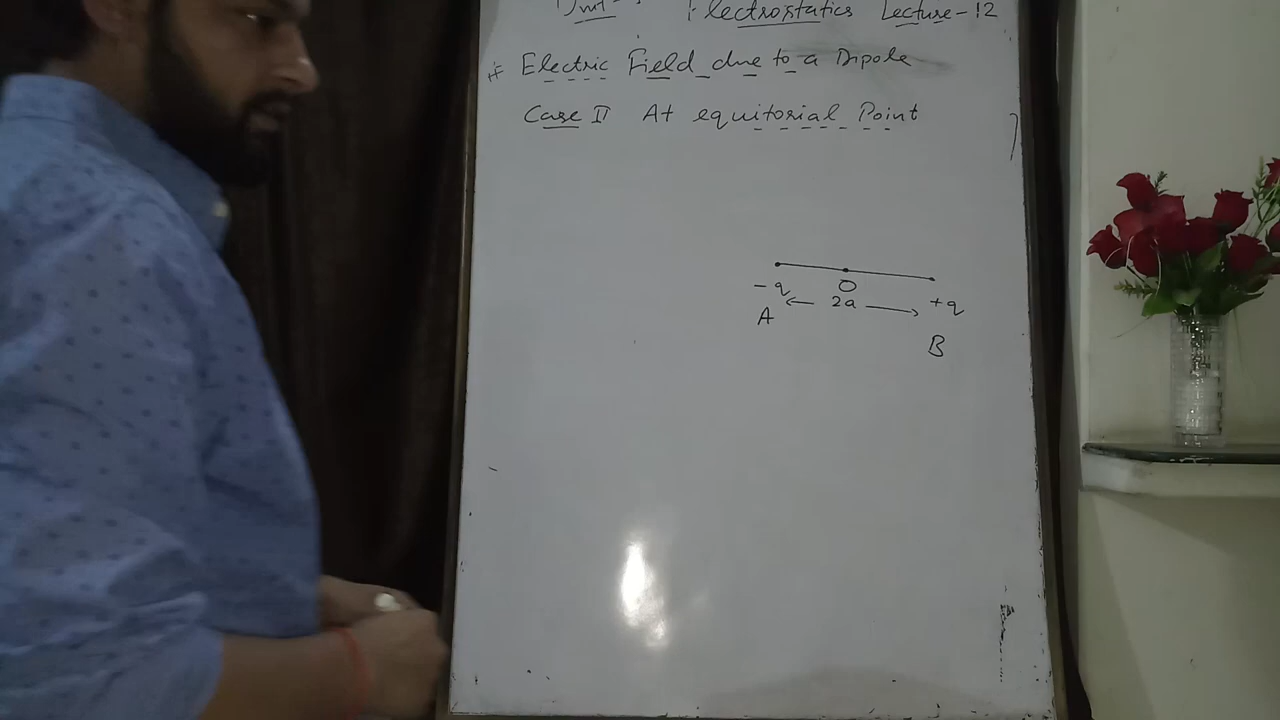 Electrostatics Lecture-12
Electric Field due to a Dipole
Case II At equitorial Point
-q O +q
2a
A
B